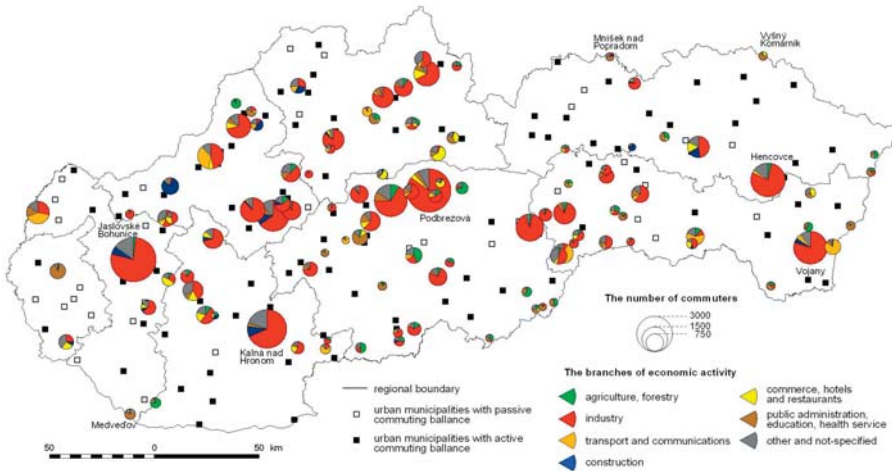 Mníšek nad
Popradom
Vyšný
Komárnik
Hencovce
Podbrezová
Jaslovské
Bohunice
Vojany
Kalná nad
Hronom
Medveďov
The number of commuters
3000
1500
750
The branches of economic activity
agriculture, forestry
industry
transport and communications
construction
commerce, hotels
and restaurants
public administration,
education, health service
other and not-specified
regional boundary
urban municipalities with passive
commuting ballance
urban municipalities with active
commuting ballance
50 0 50 km